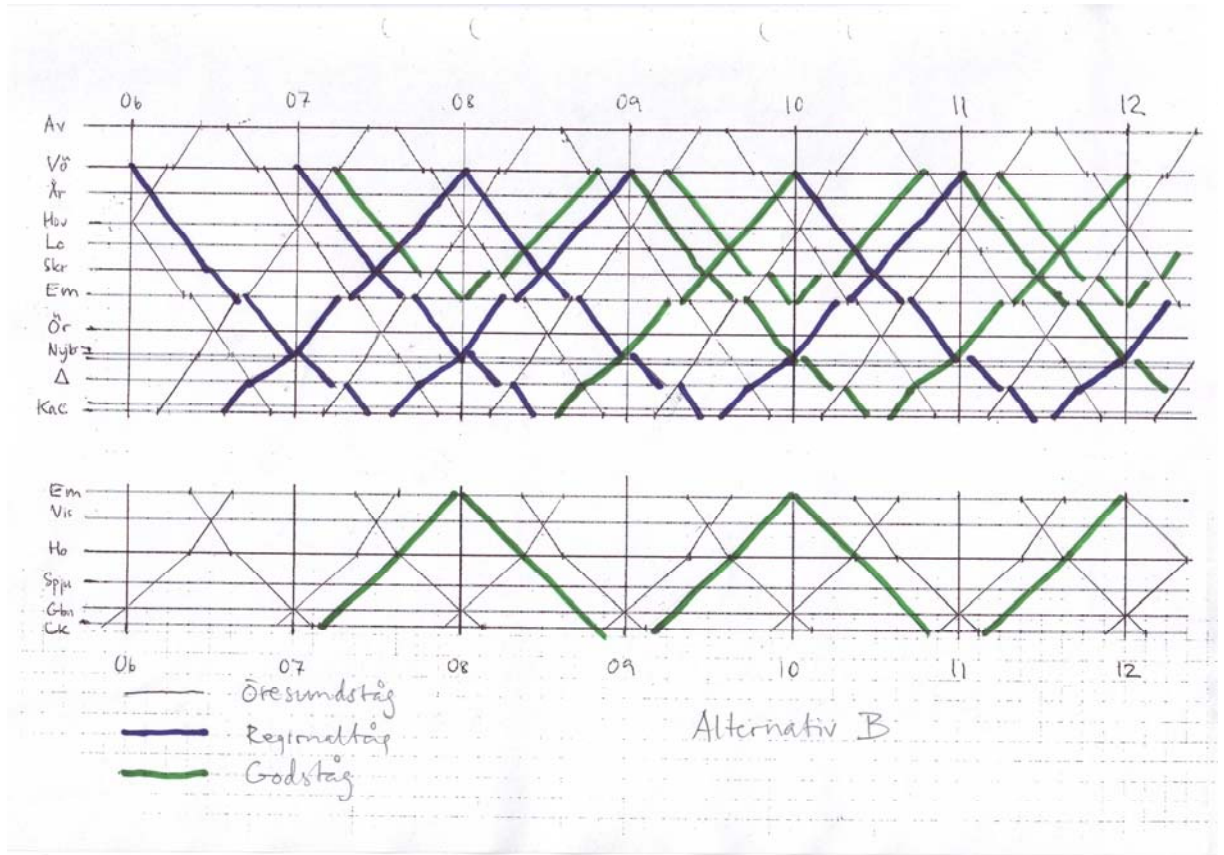 06 07 08 09 10 11 12
Av
Vö
År
Hov
Lo
Skr
Em
Ör
Nyb
Δ
Kac
Em
Vis
Ho
Spju
Gbn
Ck
06 07 08 09 10 11 12
Öresundståg
Regionaltåg
Godståg
Alternativ B